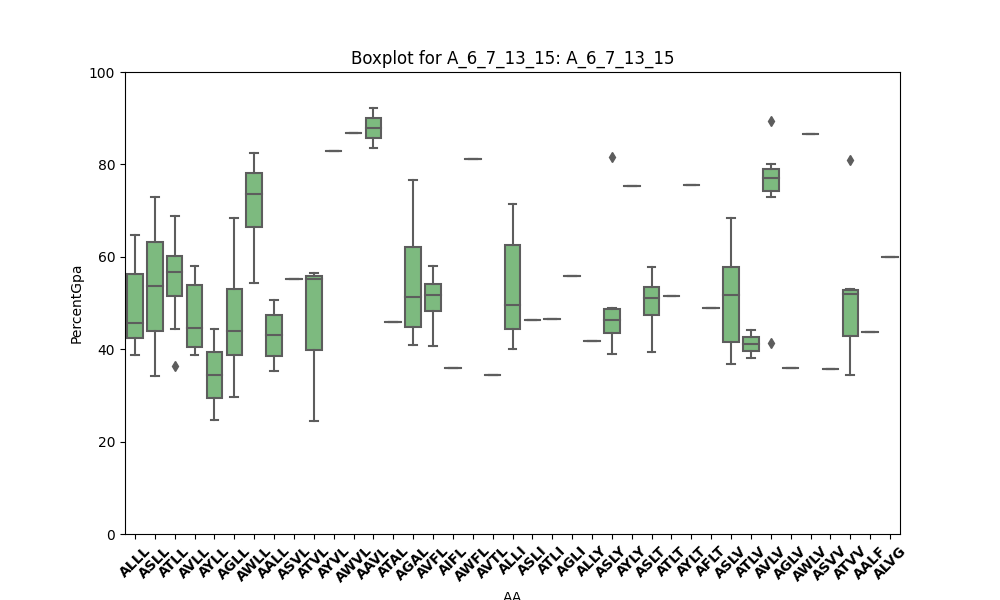 Boxplot for A_6_7_13_15: A_6_7_13_15
PercentGpa
100
80
60
40
20
0
ALLL
ASLL
ATLL
AVLL
AYLL
AGLL
AWLL
AALL
ASVL
ATVL
AYVL
AWVL
AAVL
ATAL
AGAL
AVFL
AIFL
AWFL
AVTL
ALLI
ASLI
ATLI
AGLI
ALLY
ASLY
AYLY
ASLT
ATLT
AYLT
AFLT
ASLV
ATLV
AVLV
AGLV
AWLV
ASVV
ATVV
AALF
ALVG
AA